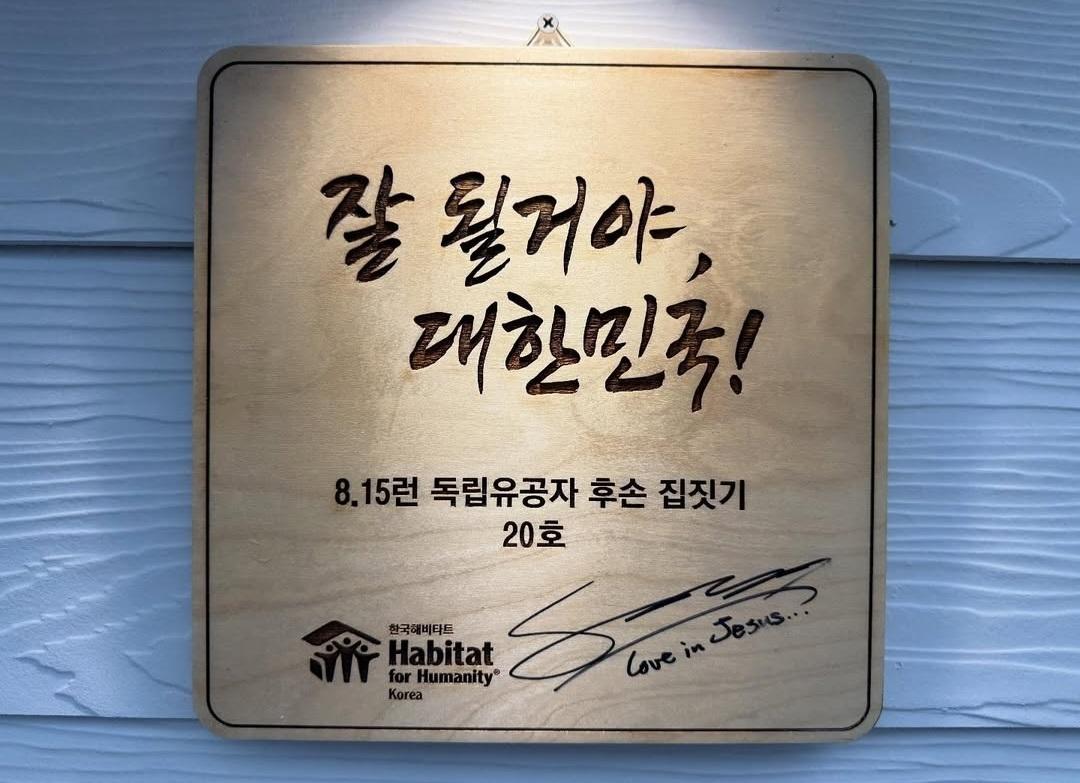 잘 될거야,
대한민국!
8.15런 독립유공자 후손 집짓기
20호
한국해비타트
Habitat
for Humanity®
Korea
Love in Jesus...